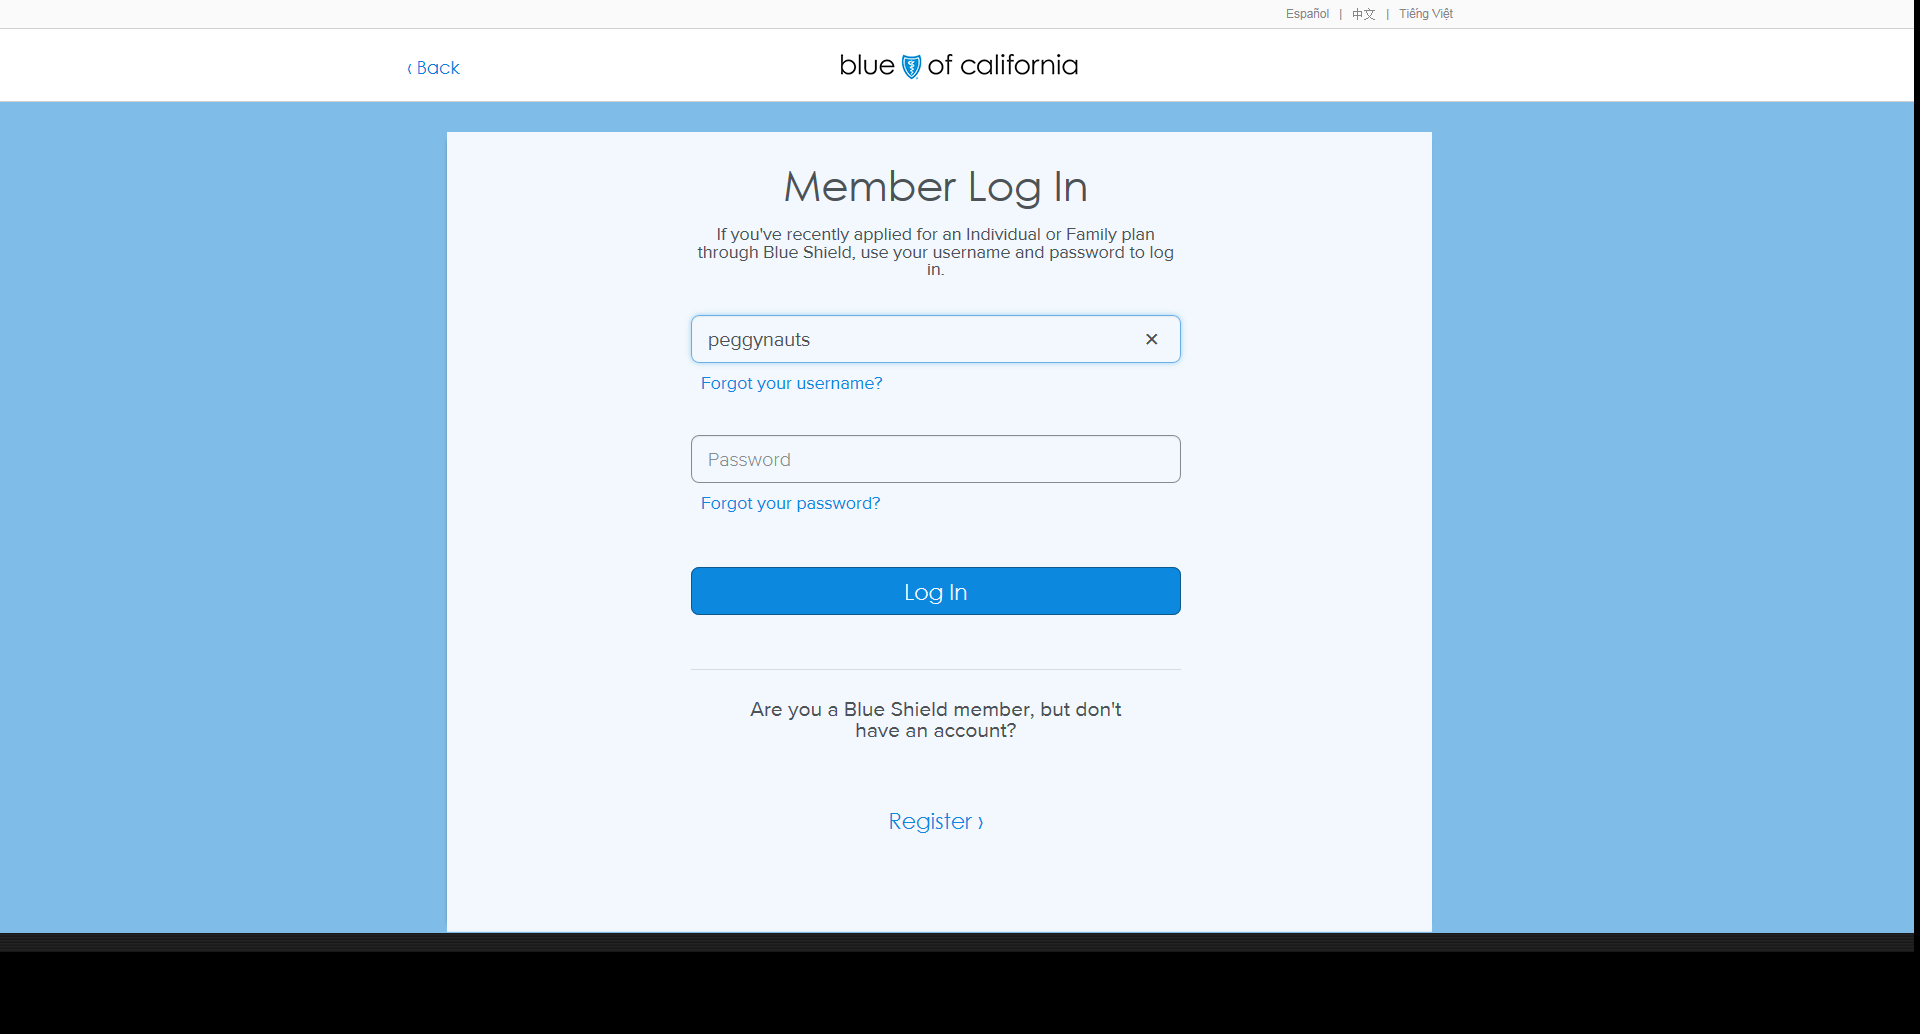 Español | 中文 | Tiếng Việt
‹ Back
blue of california
Member Log In
If you've recently applied for an Individual or Family plan
through Blue Shield, use your username and password to log
in.
peggynauts ✕
Forgot your username?
Password
Forgot your password?
Log In
Are you a Blue Shield member, but don't
have an account?
Register ›